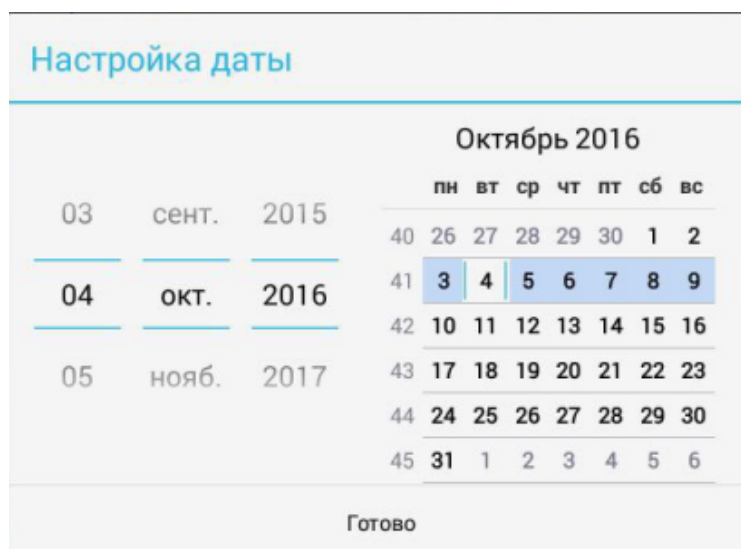 Настройка даты
03 сент. 2015
04 окт. 2016
05 нояб. 2017
Октябрь 2016
пн вт ср чт пт сб вс
40 26 27 28 29 30 1 2
41 3 4 5 6 7 8 9
42 10 11 12 13 14 15 16
43 17 18 19 20 21 22 23
44 24 25 26 27 28 29 30
45 31 1 2 3 4 5 6
Готово